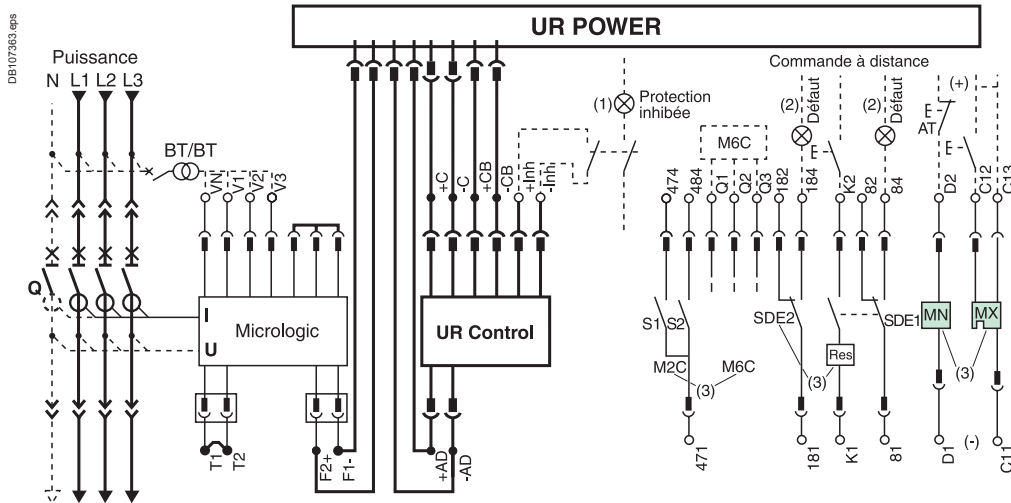 DB107363.eps
UR POWER
Puissance
N L1 L2 L3
BT/BT
VN
V1
V2
V3
+C
-C
+CB
-CB
+Inh
-Inh
(1)
Protection
inhibée
Commande à distance
(2)
Défaut
(2)
Défaut
(+)
E
AT
E
E
M6C
474
484
Q1
Q2
Q3
182
184
K2
82
84
D2
C12
C13
Q
I
U
Micrologic
UR Control
S1 S2
SDE2
SDE1
MN
MX
Res
M2C
(3)
M6C
(3)
(3)
T1
T2
F2+
F1-
+AD
-AD
471
181
K1
81
D1
(-)
C11